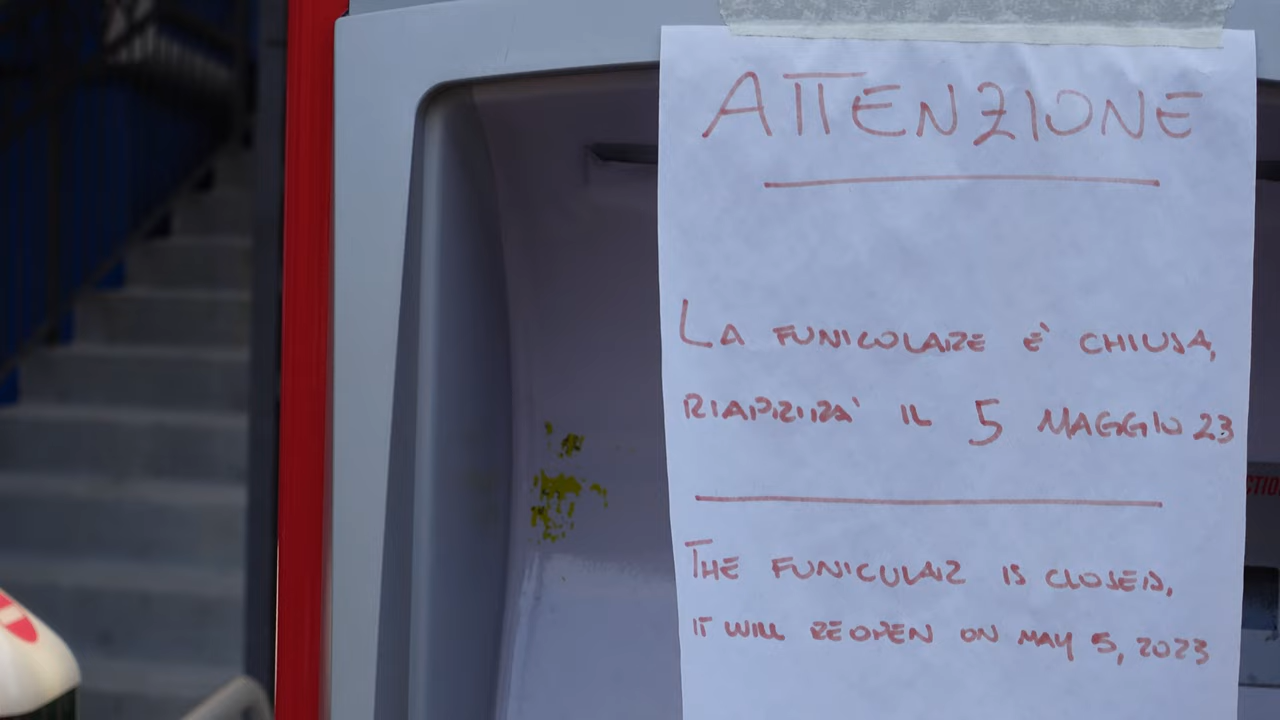 ATTENZIONE
LA FUNICOLARE È CHIUSA,
RIAPRIRA' IL 5 MAGGIO 23
THE FUNICULAR IS CLOSED,
IT WILL REOPEN ON MAY 5, 2023